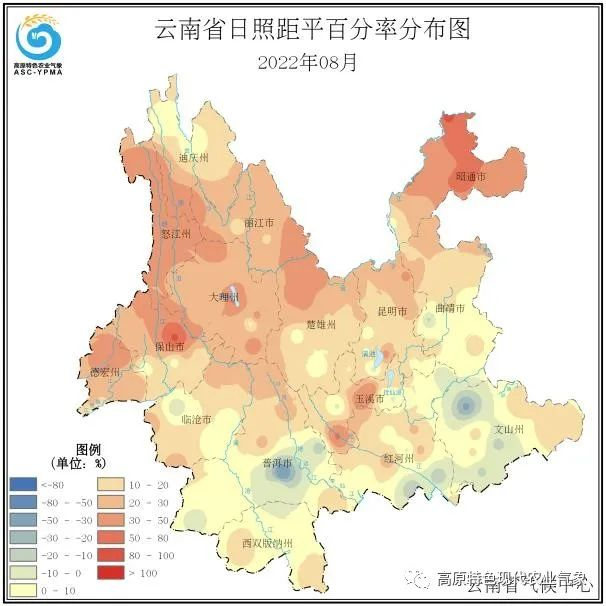 云南省日照距平百分率分布图
2022年08月
高原特色农业气象
ASC-YPMA
迪庆州
昭通市
丽江市
怒江州
大理州
昆明市
曲靖市
楚雄州
保山市
滇池
德宏州
玉溪市
抚仙湖
临沧市
文山州
红河州
普洱市
西双版纳州
图例
(单位：%)
<-80
-80 - -50
-50 - -30
-30 - -20
-20 - -10
-10 - 0
0 - 10
10 - 20
20 - 30
30 - 50
50 - 80
80 - 100
> 100
高原特色现代农业气象
云南省气候中心